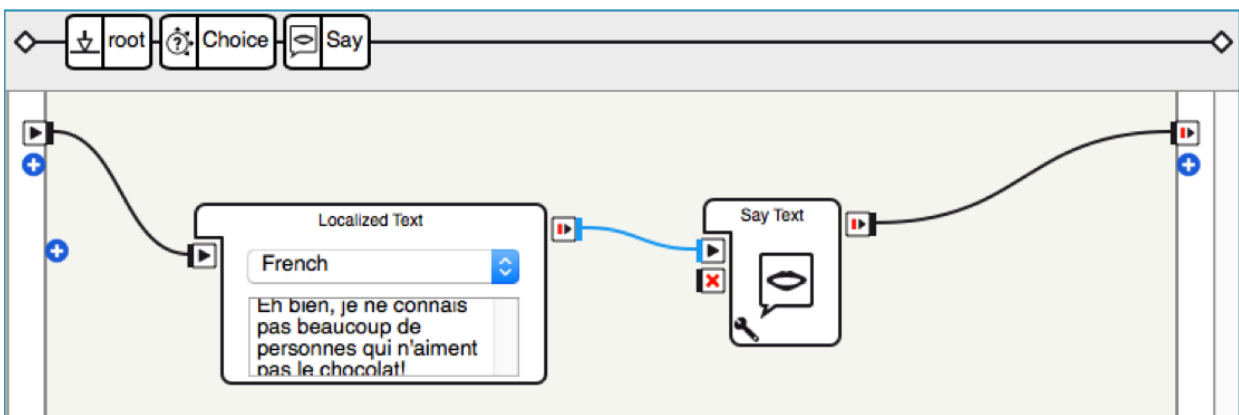 root Choice Say
Localized Text
French
Eh bien, je ne connais
pas beaucoup de
personnes qui n'aiment
pas le chocolat!
Say Text